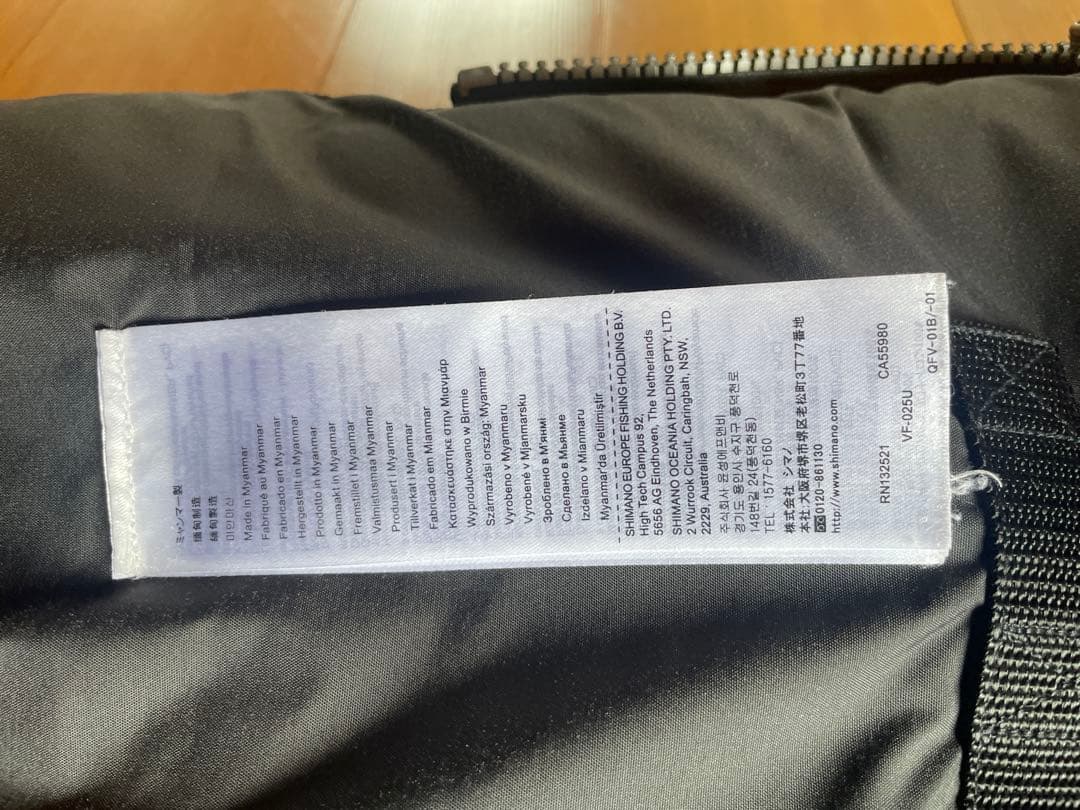 ミャンマー製
缅甸制造
緬甸製造
미얀마산
Made in Myanmar
Fabriqué au Myanmar
Fabricado en Myanmar
Hergestellt in Myanmar
Prodotto in Myanmar
Gemaakt in Myanmar
Fremstillet i Myanmar
Valmistusmaa Myanmar
Produsert i Myanmar
Tillverkat i Myanmar
Fabricado em Mianmar
Κατασκευάστηκε στην Μιανμάρ
Wyprodukowano w Birmie
Származási ország: Myanmar
Vyrobeno v Myanmaru
Vyrobené v Mjanmarsku
Зроблено в М'янмі
Сделано в Мьянме
Izdelano v Mianmaru
Myanmar'da Üretilmiştir
SHIMANO EUROPE FISHING HOLDING B.V.
High Tech Campus 92,
5656 AG Eindhoven, The Netherlands
SHIMANO OCEANIA HOLDING PTY. LTD.
2 Wurrook Circuit, Caringbah, NSW,
2229, Australia
주식회사 윤성에프앤비
경기도 용인시 수지구 풍덕천로
148번길 24(풍덕천동)
TEL : 1577-6160
株式会社 シマノ
本社 大阪府堺市堺区老松町3丁77番地
0120-861130
http://www.shimano.com
RN132521 CA55980
VF-025U
QFV-01B/-01